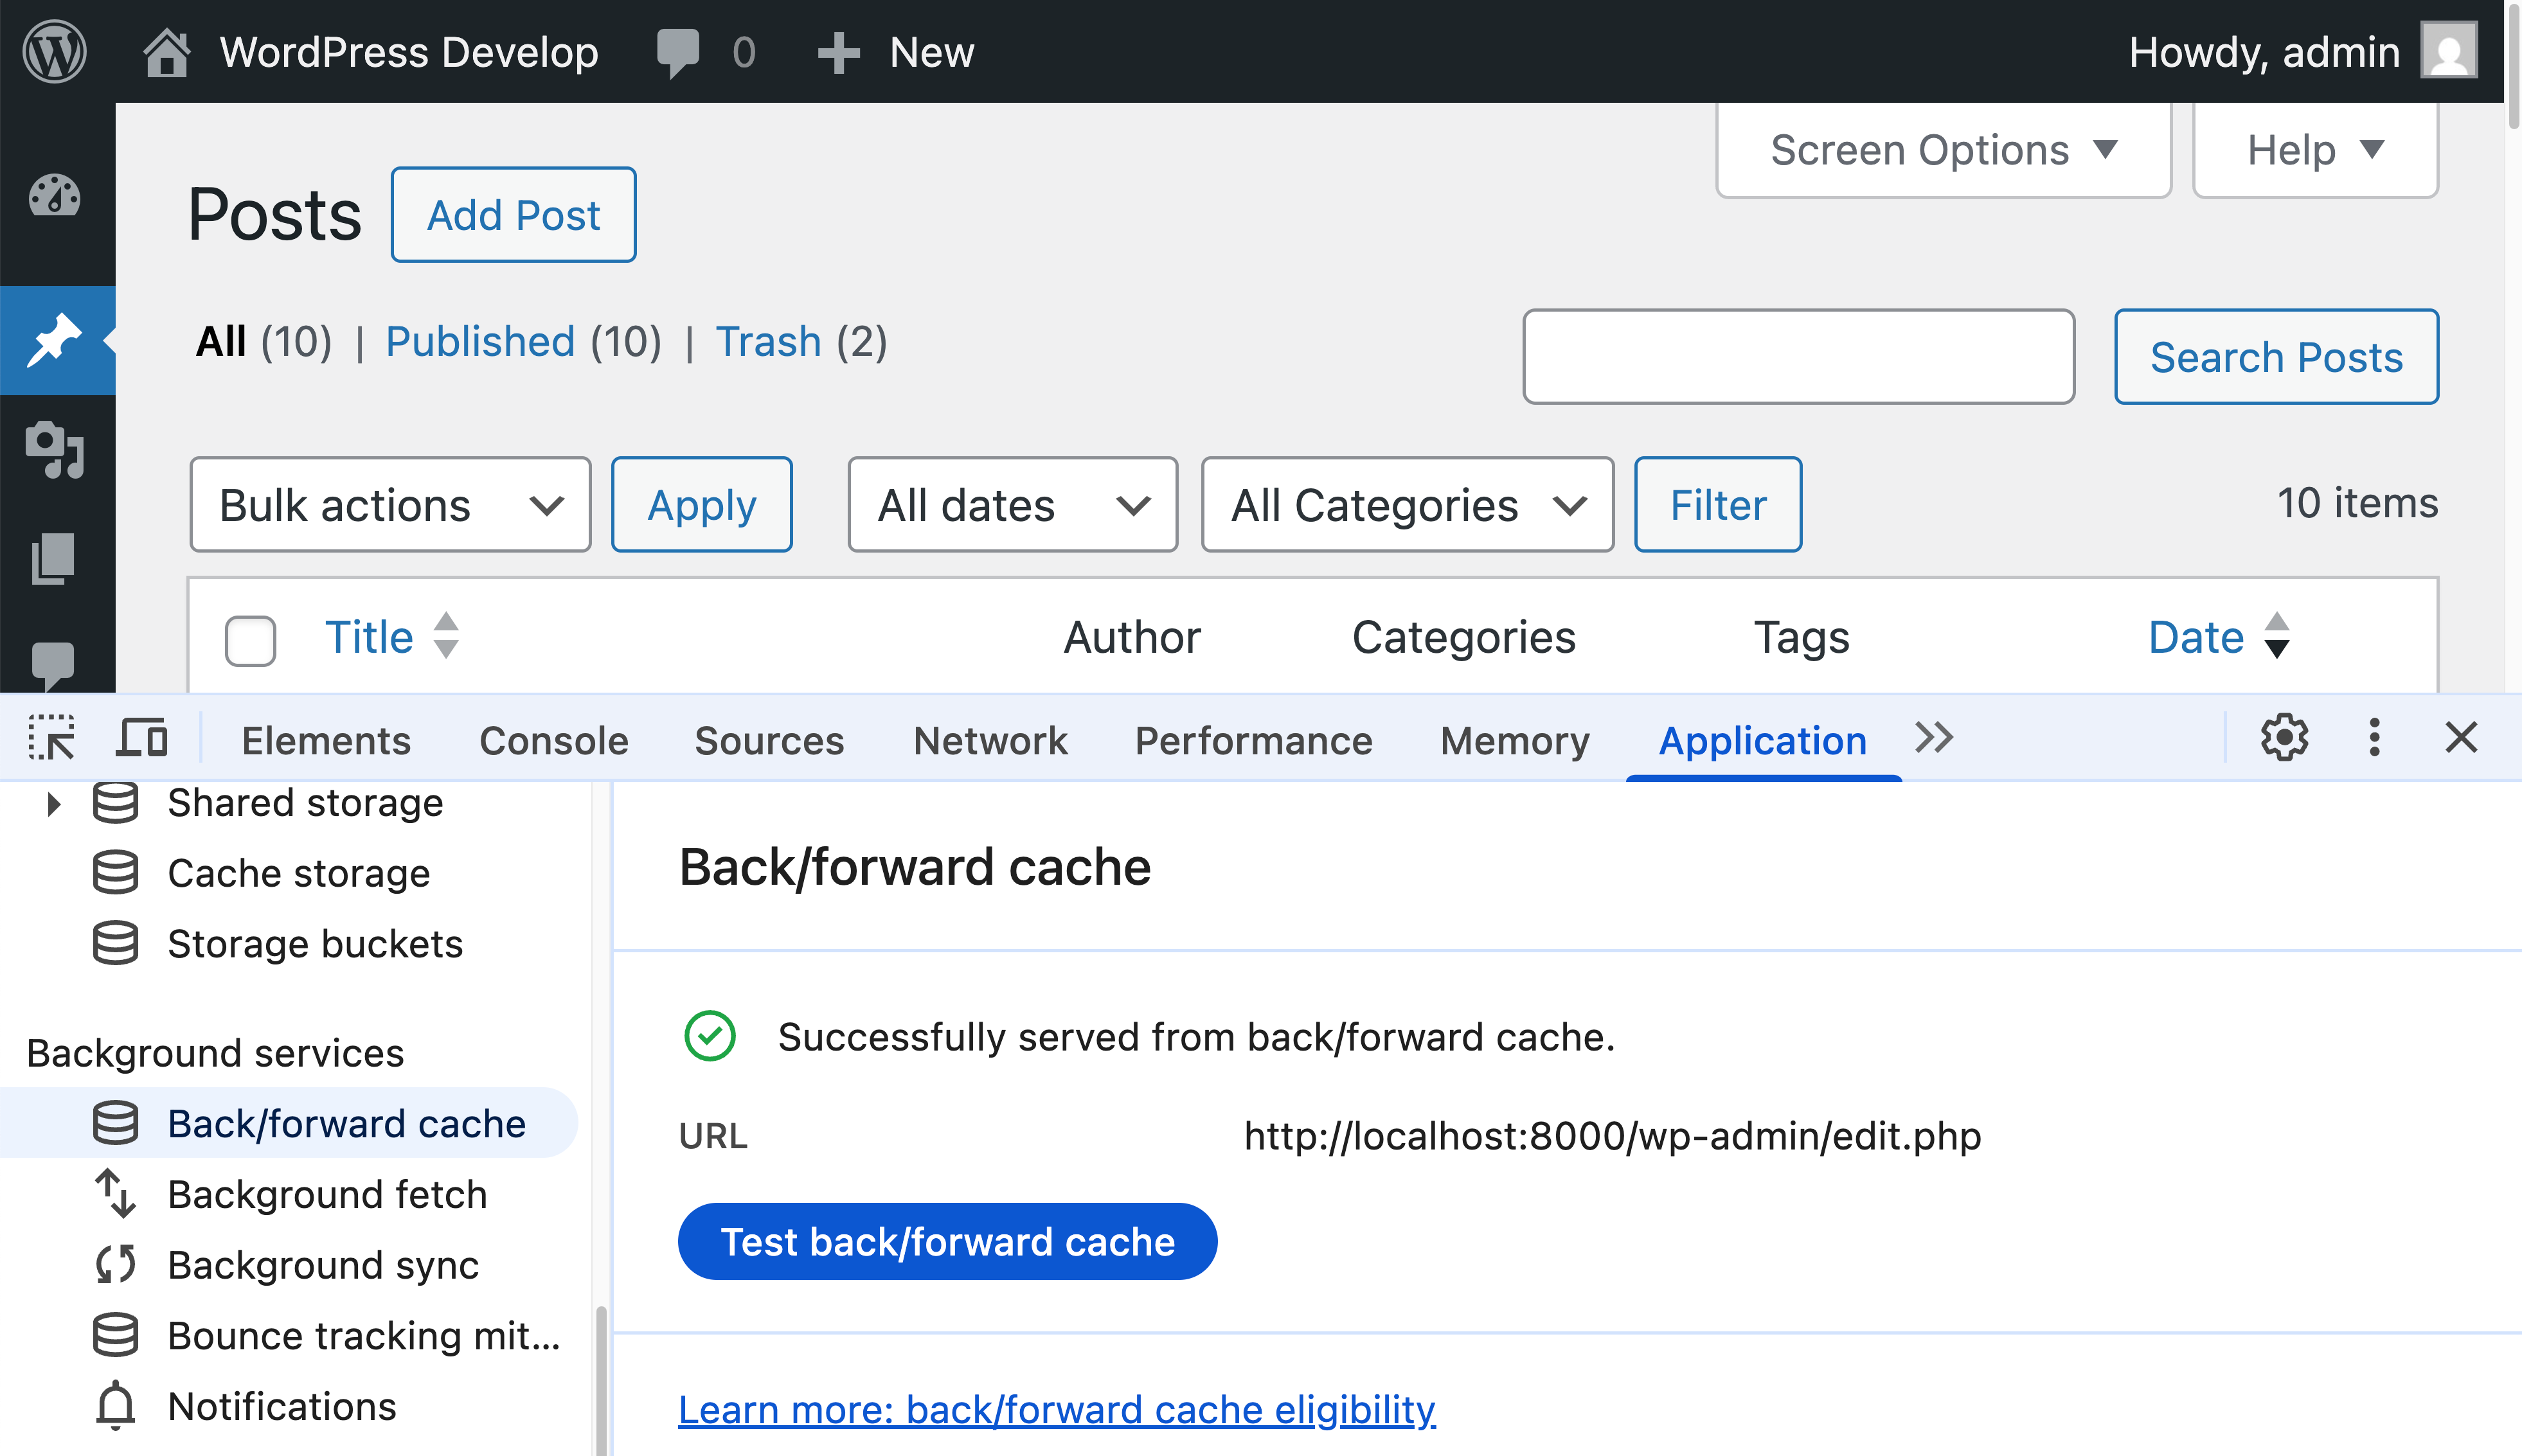 WordPress Develop 0 New Howdy, admin
Screen Options Help
Posts Add Post
All (10) | Published (10) | Trash (2)
Search Posts
Bulk actions Apply All dates All Categories Filter 10 items
Title Author Categories Tags Date
Elements Console Sources Network Performance Memory Application
Shared storage
Cache storage
Storage buckets
Background services
Back/forward cache
Background fetch
Background sync
Bounce tracking mit...
Notifications
Back/forward cache
Successfully served from back/forward cache.
URL http://localhost:8000/wp-admin/edit.php
Test back/forward cache
Learn more: back/forward cache eligibility